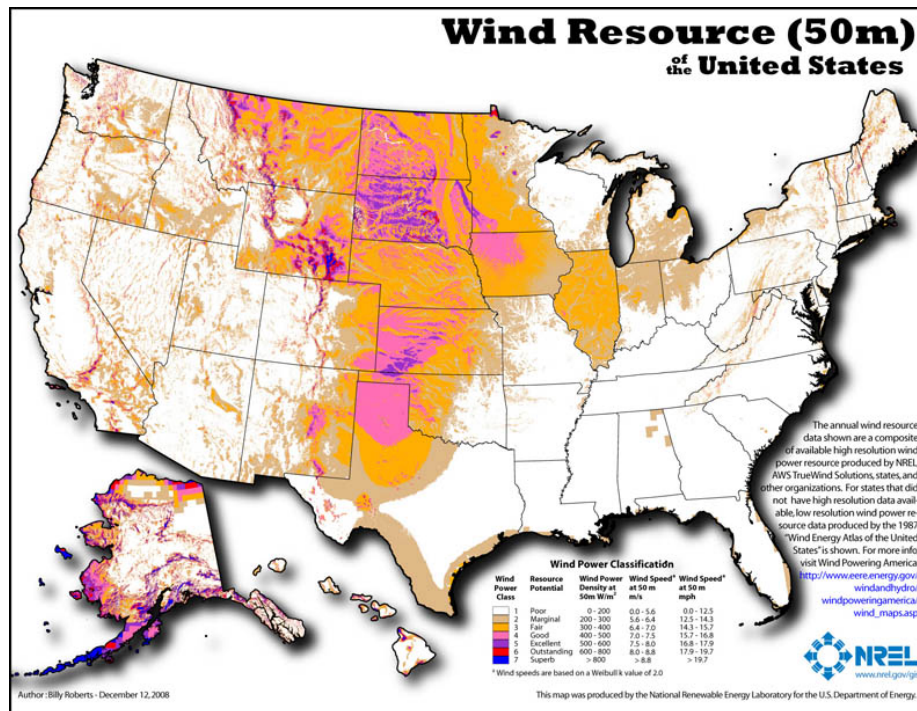 Wind Resource (50m)
of the United States
The annual wind resource
data shown are a composite
of available high resolution wind
power resource produced by NREL,
AWS TrueWind Solutions, states, and
other organizations. For states that did
not have high resolution data avail-
able, low resolution wind power re-
source data produced by the 1987
"Wind Energy Atlas of the United
States" is shown. For more info
visit Wind Powering America
http://www.eere.energy.gov/
windandhydro/
windpoweringamerica/
wind_maps.asp
Wind Power Classification
Wind Power Class Resource Potential Wind Power Density at 50m W/m² Wind Speedª at 50 m m/s Wind Speedª at 50 m mph
1 Poor 0 - 200 0.0 - 5.6 0.0 - 12.5
2 Marginal 200 - 300 5.6 - 6.4 12.5 - 14.3
3 Fair 300 - 400 6.4 - 7.0 14.3 - 15.7
4 Good 400 - 500 7.0 - 7.5 15.7 - 16.8
5 Excellent 500 - 600 7.5 - 8.0 16.8 - 17.9
6 Outstanding 600 - 800 8.0 - 8.8 17.9 - 19.7
7 Superb > 800 > 8.8 > 19.7
ª Wind speeds are based on a Weibull k value of 2.0
NREL
www.nrel.gov/gi
Author : Billy Roberts - December 12, 2008
This map was produced by the National Renewable Energy Laboratory for the U.S. Department of Energy.